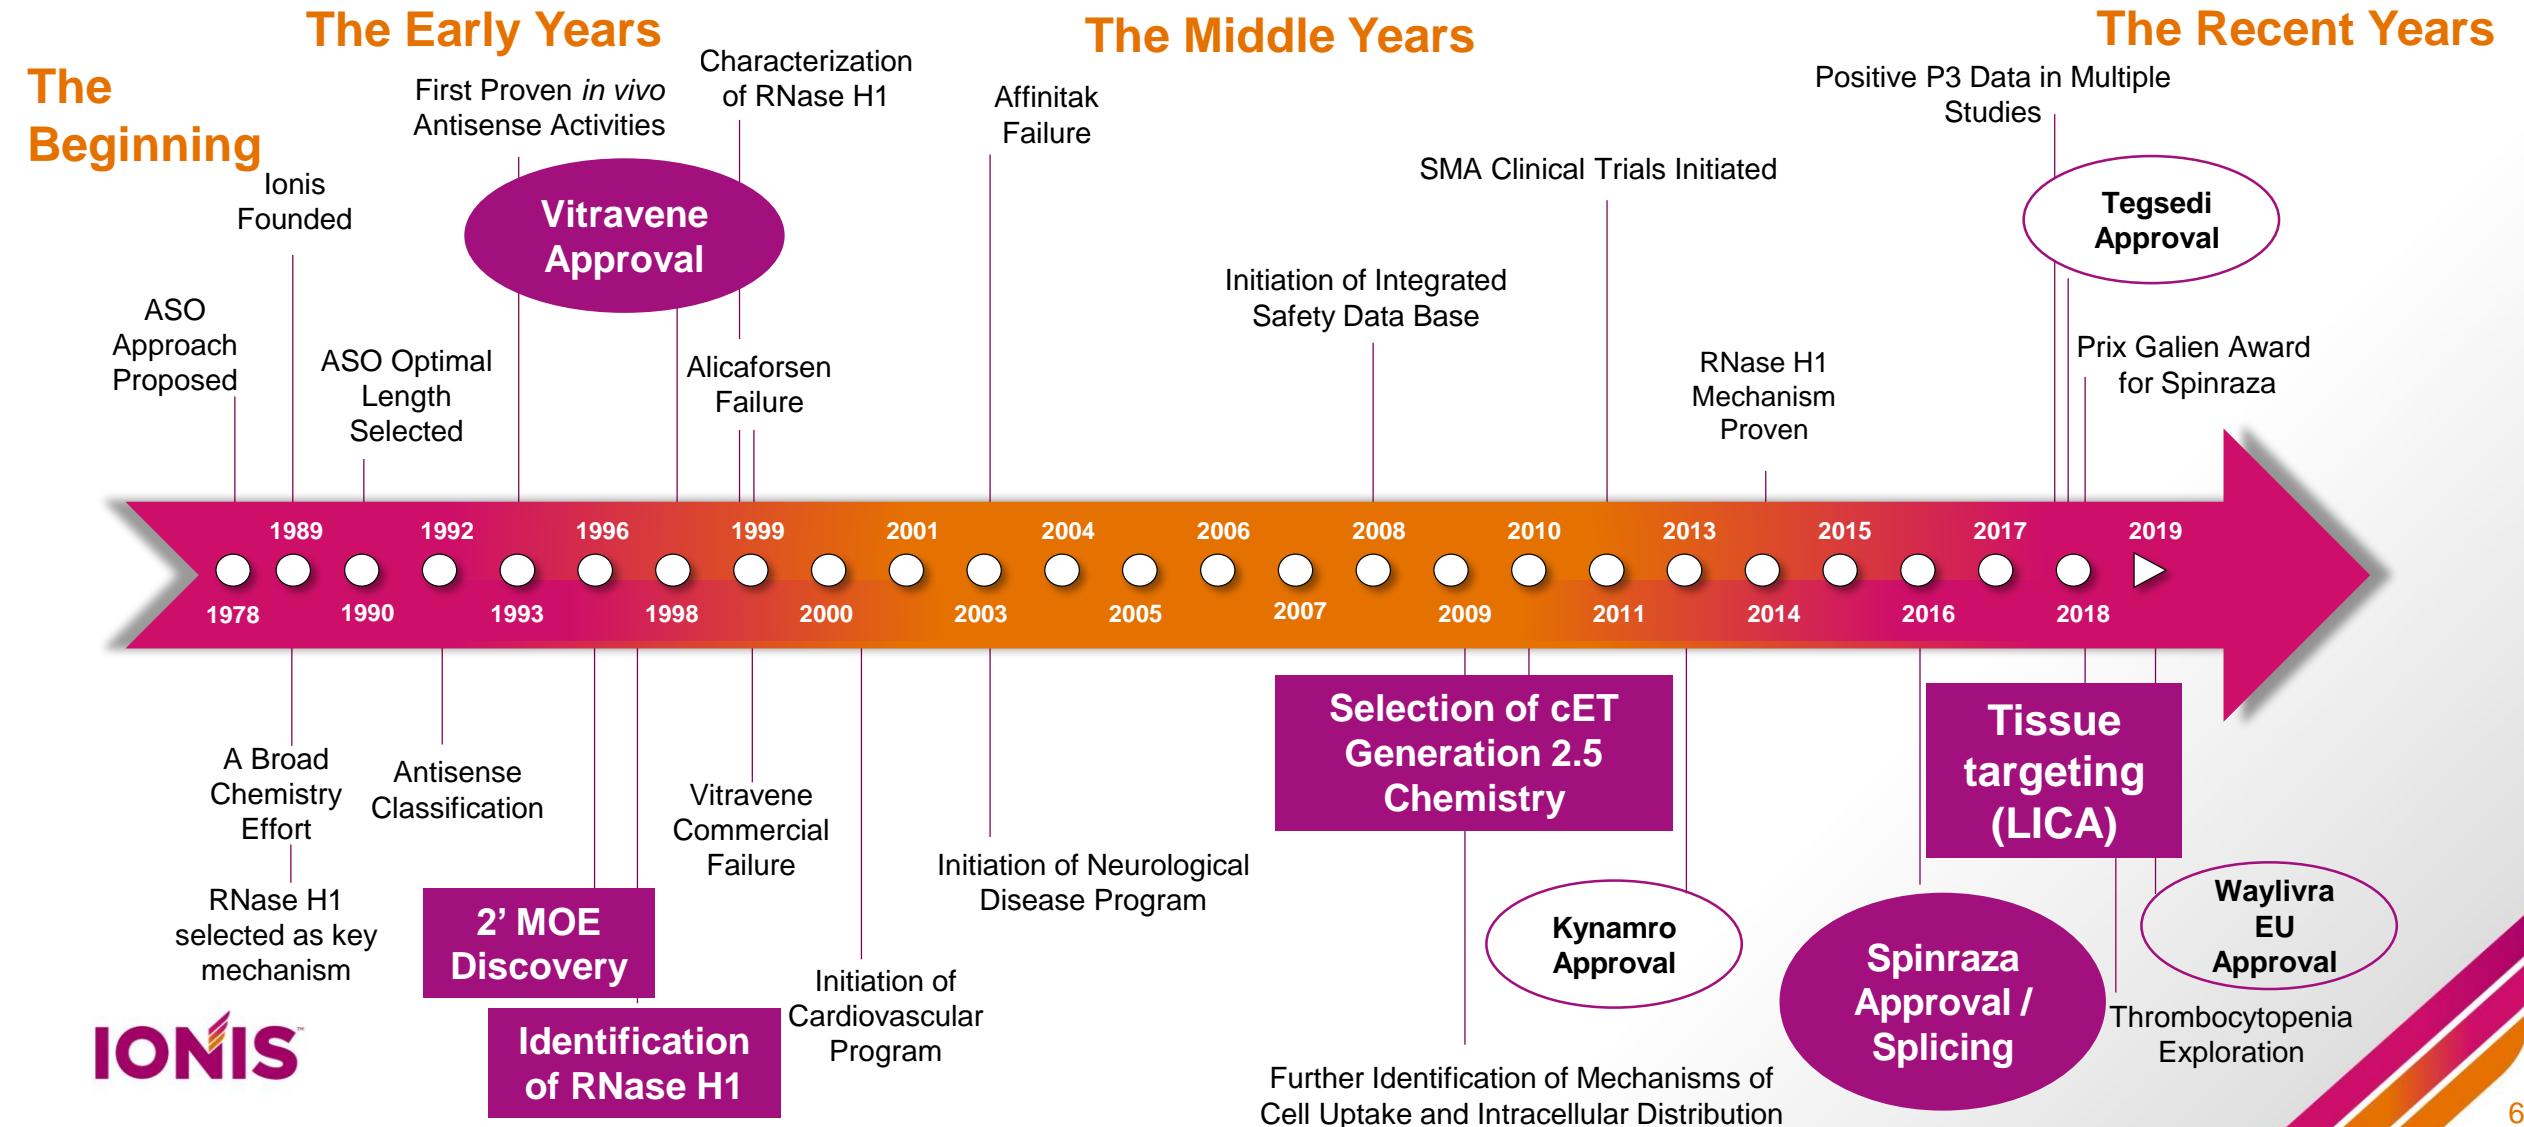 The Early Years
The Middle Years
The Recent Years
The
Beginning
Ionis
Founded
ASO
Approach
Proposed
ASO Optimal
Length
Selected
First Proven in vivo
Antisense Activities
Vitravene
Approval
Characterization
of RNase H1
Alicaforsen
Failure
Affinitak
Failure
Initiation of Integrated
Safety Data Base
SMA Clinical Trials Initiated
RNase H1
Mechanism
Proven
Positive P3 Data in Multiple
Studies
Tegsedi
Approval
Prix Galien Award
for Spinraza
1989 1992 1996 1999 2001 2004 2006 2008 2010 2013 2015 2017 2019
1978 1990 1993 1998 2000 2003 2005 2007 2009 2011 2014 2016 2018
A Broad
Chemistry
Effort
RNase H1
selected as key
mechanism
Antisense
Classification
2’ MOE
Discovery
Identification
of RNase H1
Vitravene
Commercial
Failure
Initiation of
Cardiovascular
Program
Initiation of Neurological
Disease Program
Selection of cET
Generation 2.5
Chemistry
Further Identification of Mechanisms of
Cell Uptake and Intracellular Distribution
Kynamro
Approval
Spinraza
Approval /
Splicing
Tissue
targeting
(LICA)
Waylivra
EU
Approval
Thrombocytopenia
Exploration
IONIS™
6